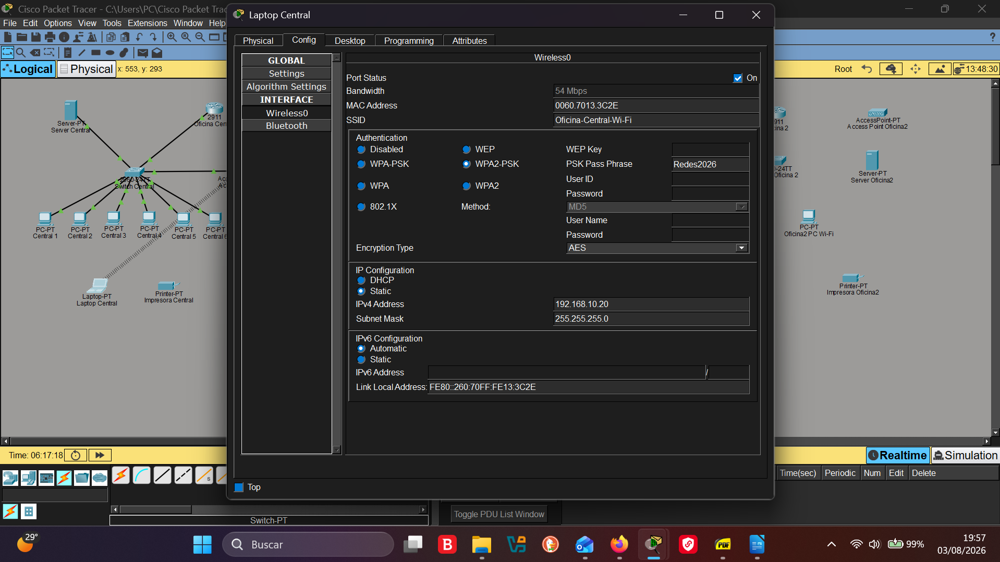 Cisco Packet Tracer - C:\Users\PC\Cisco Packet Trac
File Edit Options View Tools Extensions Window Help
Logical
Physical
x: 553, y: 293
Root
13:48:30
Server-PT
Server Central
2911
Oficina Cen
2960-24TT
Switch Central
PC-PT
Central 1
PC-PT
Central 2
PC-PT
Central 3
PC-PT
Central 4
PC-PT
Central 5
PC-PT
Central 6
Laptop-PT
Laptop Central
Printer-PT
Impresora Central
Laptop Central
Physical
Config
Desktop
Programming
Attributes
GLOBAL
Settings
Algorithm Settings
INTERFACE
Wireless0
Bluetooth
Wireless0
Port Status
On
Bandwidth
54 Mbps
MAC Address
0060.7013.3C2E
SSID
Oficina-Central-Wi-Fi
Authentication
Disabled
WEP
WEP Key
WPA-PSK
WPA2-PSK
PSK Pass Phrase
Redes2026
User ID
WPA
WPA2
Password
802.1X
Method:
MD5
User Name
Password
Encryption Type
AES
IP Configuration
DHCP
Static
IPv4 Address
192.168.10.20
Subnet Mask
255.255.255.0
IPv6 Configuration
Automatic
Static
IPv6 Address
/
Link Local Address:
FE80::260:70FF:FE13:3C2E
Top
911
ina 2
AccessPoint-PT
Access Point Oficina2
-24TT
Oficina 2
Server-PT
Server Oficina2
PC-PT
Oficina2 PC Wi-Fi
Printer-PT
Impresora Oficina2
Time: 06:17:18
Realtime
Simulation
Time(sec) Periodic Num Edit Delete
Toggle PDU List Window
Switch-PT
29°
Buscar
99%
19:57
03/08/2026